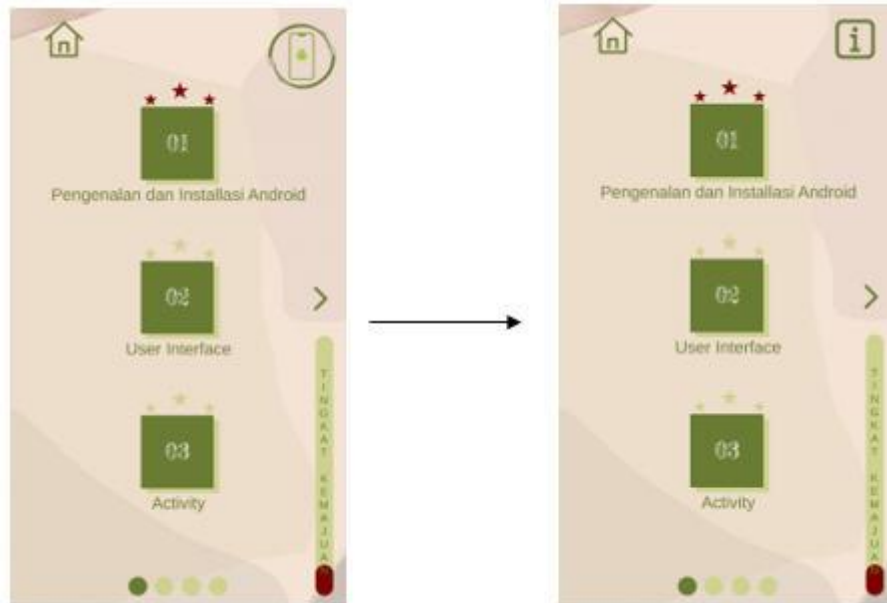 01
Pengenalan dan Installasi Android
02
User Interface
03
Activity
TINGKAT KEMAJUAN
i
01
Pengenalan dan Installasi Android
02
User Interface
03
Activity
TINGKAT KEMAJUAN